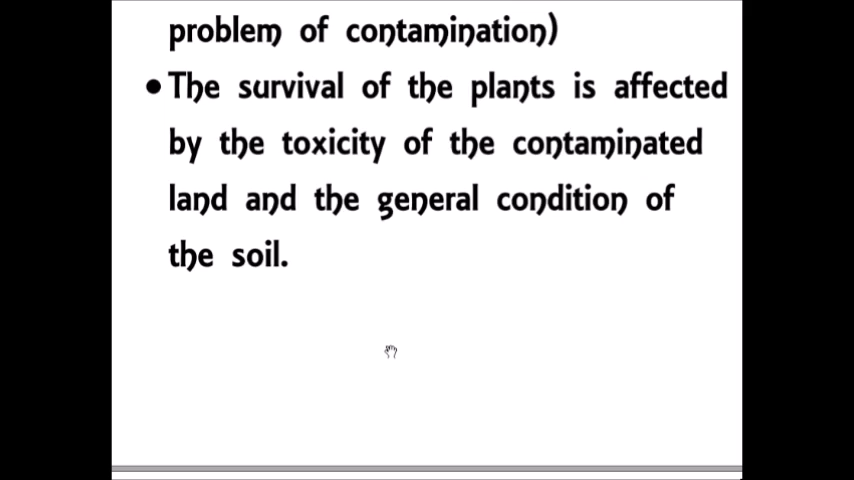 problem of contamination)
• The survival of the plants is affected
by the toxicity of the contaminated
land and the general condition of
the soil.